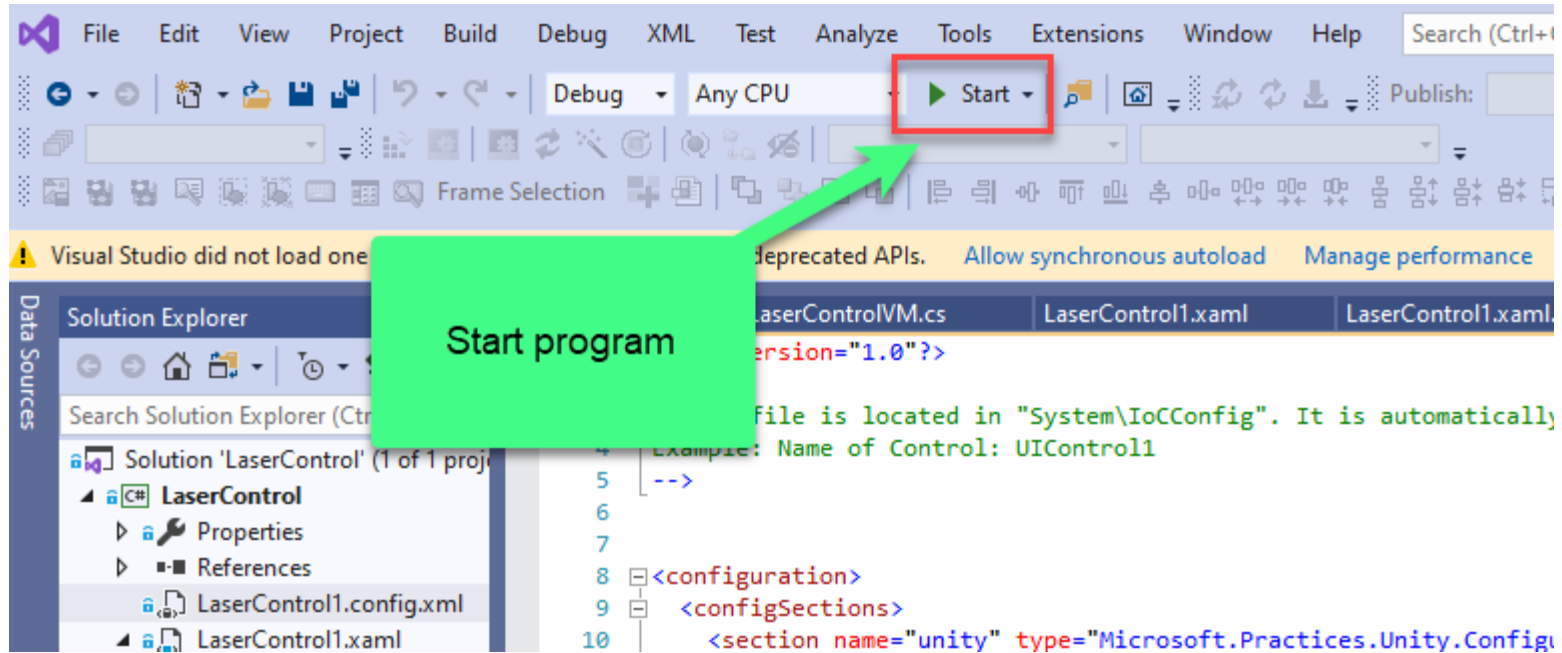 File Edit View Project Build Debug XML Test Analyze Tools Extensions Window Help Search (Ctrl+
Debug Any CPU Start Publish:
Frame Selection
Visual Studio did not load one deprecated APIs. Allow synchronous autoload Manage performance
Data Sources
Solution Explorer
Start program
LaserControlVM.cs LaserControl1.xaml LaserControl1.xaml.
ersion="1.0"?>
Search Solution Explorer (Ctr
file is located in "System\IoCConfig". It is automatically
Solution 'LaserControl' (1 of 1 proj
4 Example: Name of Control: UIControl1
C# LaserControl
5 -->
Properties
6
7
References
8 <configuration>
LaserControl1.config.xml
9 <configSections>
LaserControl1.xaml
10 <section name="unity" type="Microsoft.Practices.Unity.Configu